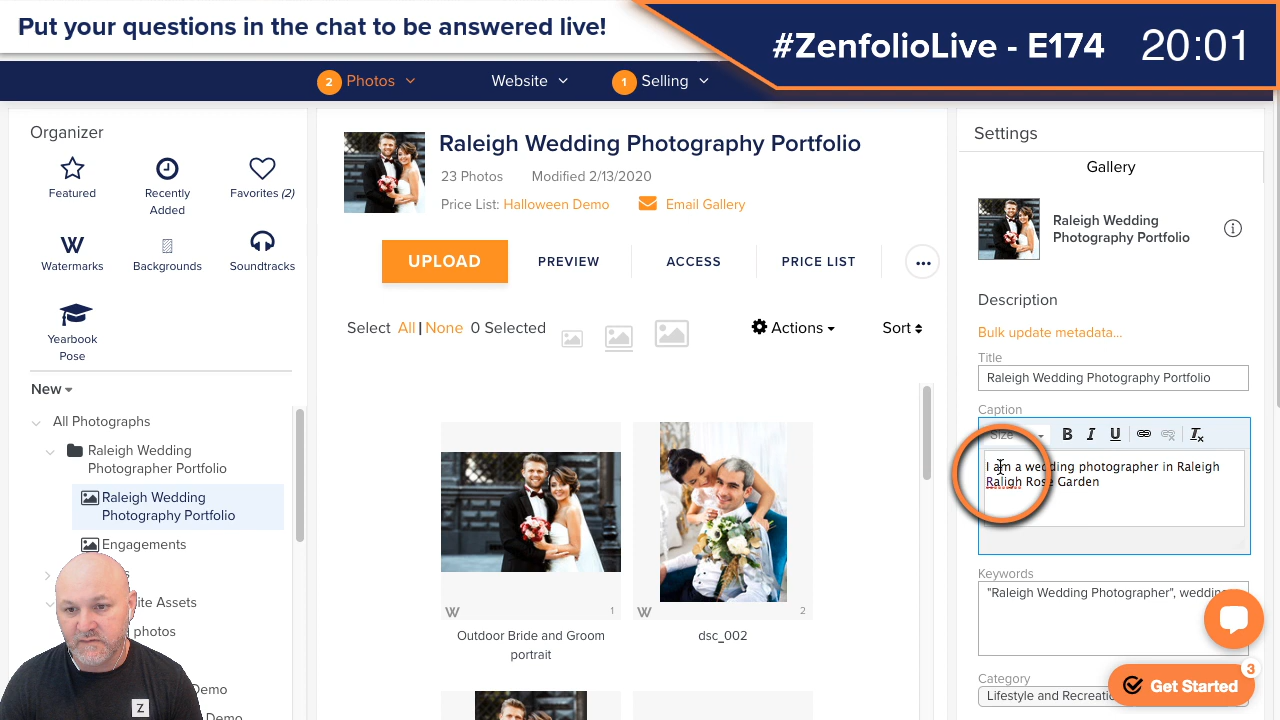 Put your questions in the chat to be answered live!
#ZenfolioLive - E174
20:01
2 Photos
Website
1 Selling
Organizer
Featured
Recently
Added
Favorites (2)
W
Watermarks
Backgrounds
Soundtracks
Yearbook
Pose
New
All Photographs
Raleigh Wedding
Photographer Portfolio
Raleigh Wedding
Photography Portfolio
Engagements
ite Assets
photos
Demo
Demo
Z
Raleigh Wedding Photography Portfolio
23 Photos Modified 2/13/2020
Price List: Halloween Demo Email Gallery
UPLOAD PREVIEW ACCESS PRICE LIST ...
Select All | None 0 Selected Actions Sort
W 1
Outdoor Bride and Groom
portrait
W 2
dsc_002
Settings
Gallery
Raleigh Wedding
Photography Portfolio
Description
Bulk update metadata...
Title
Raleigh Wedding Photography Portfolio
Caption
Size B I U Tx
I am a wedding photographer in Raleigh
Raligh Rose Garden
Keywords
"Raleigh Wedding Photographer", wedding
Category
Lifestyle and Recreatio
Get Started
3